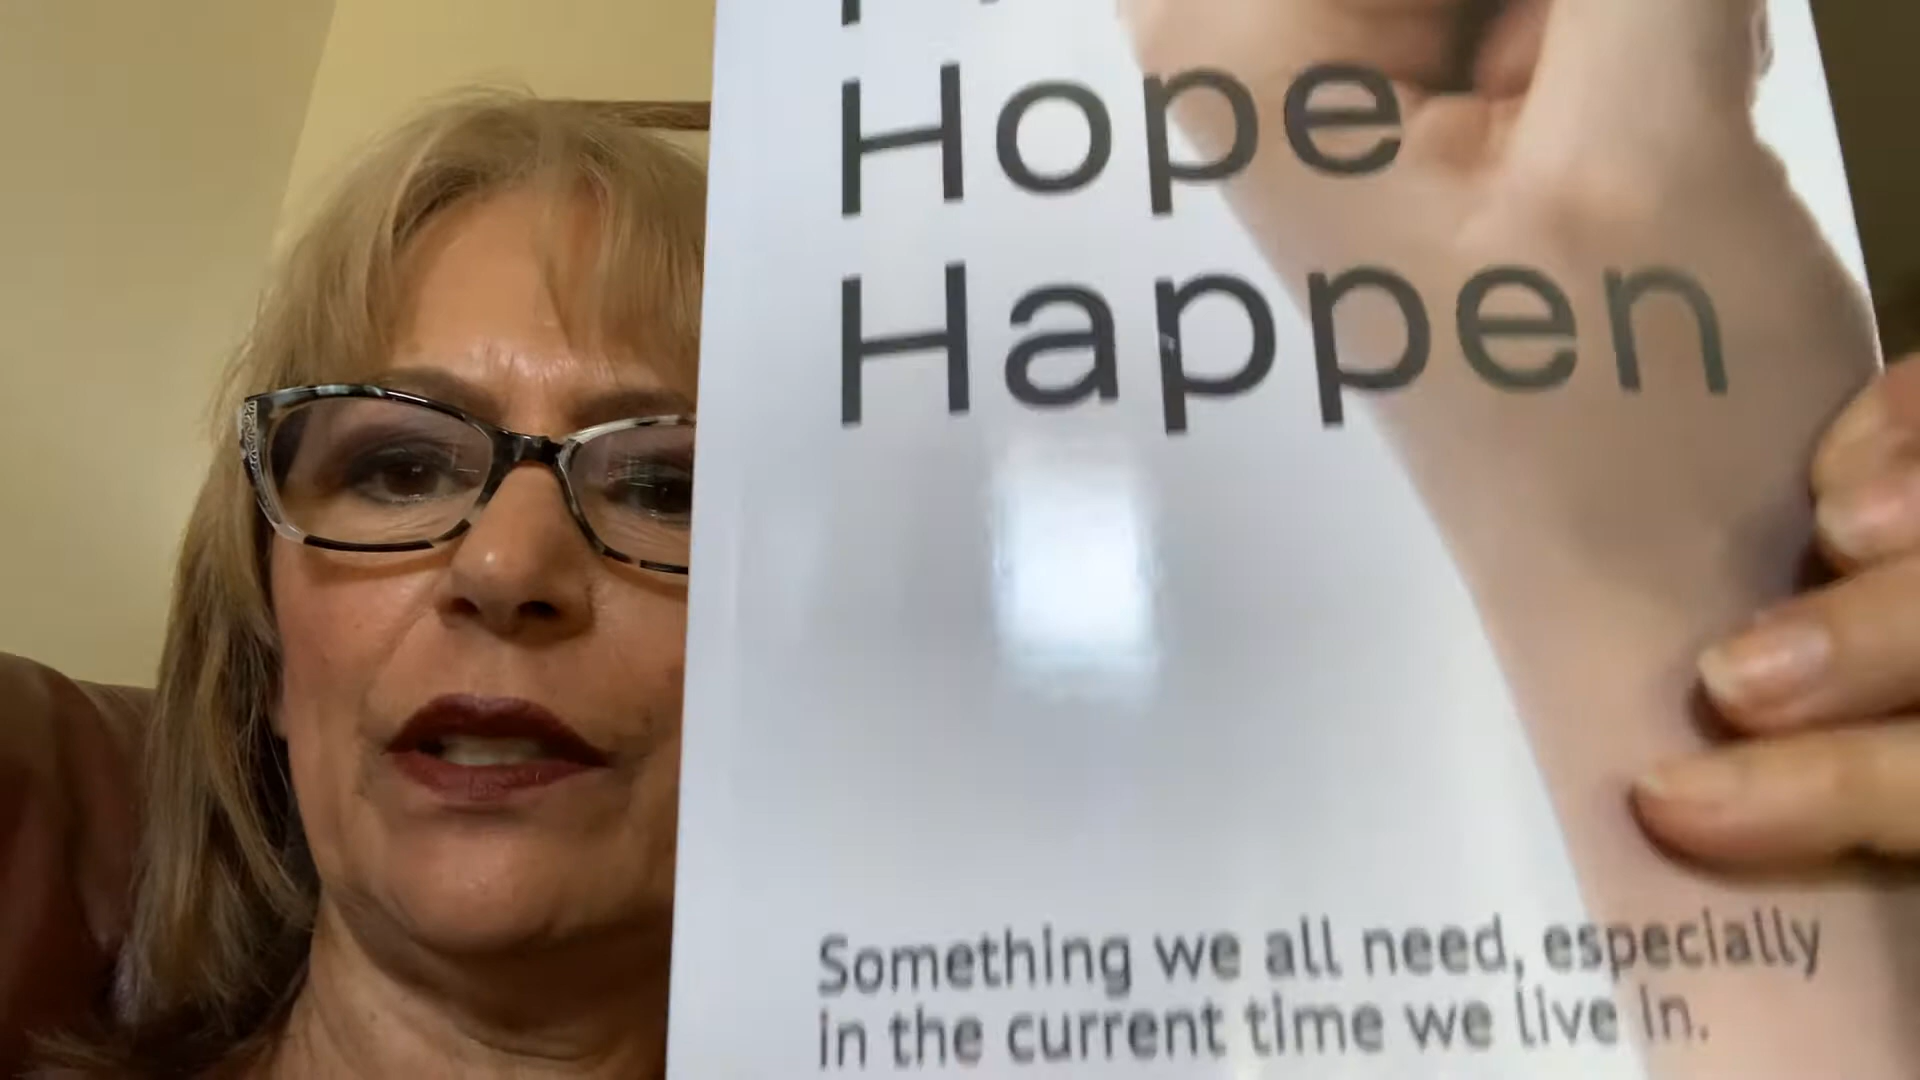 Hope
Happen
Something we all need, especially
in the current time we live in.